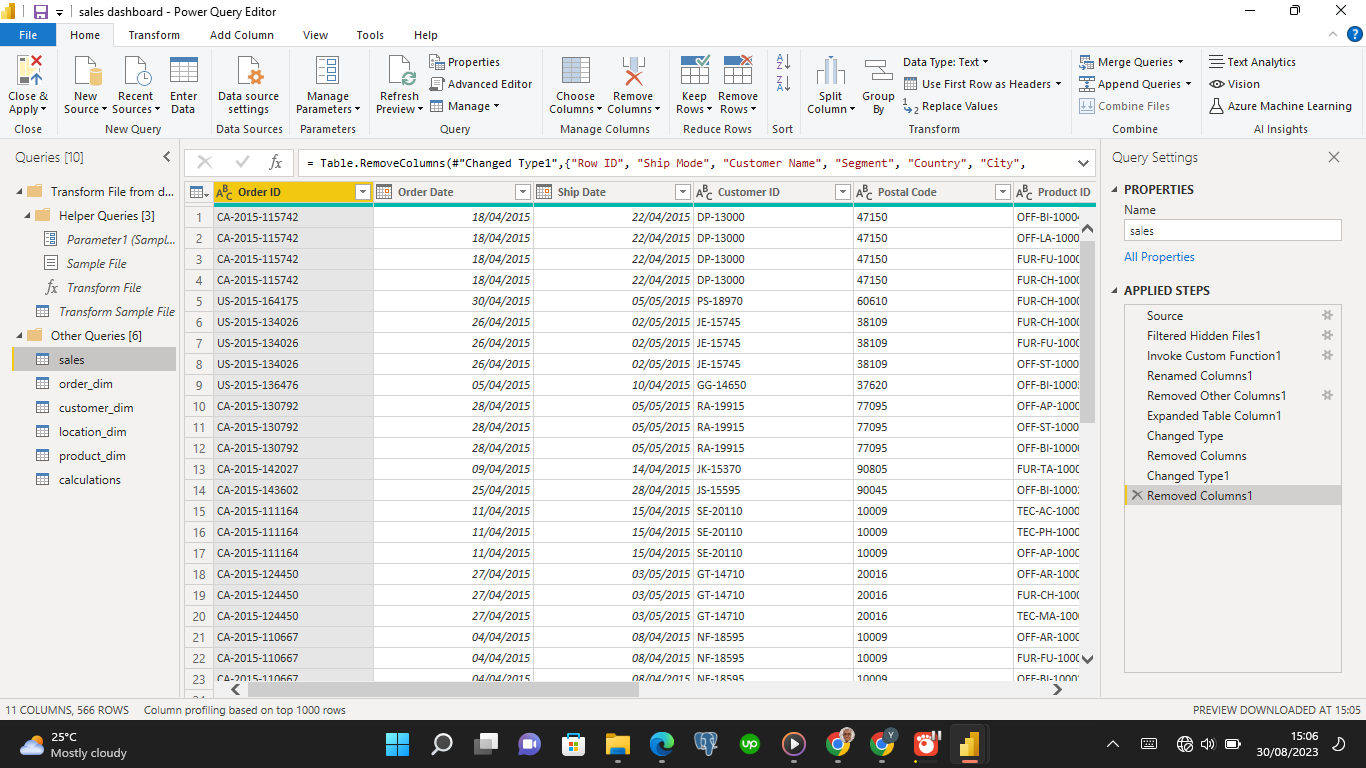 sales dashboard - Power Query Editor
File Home Transform Add Column View Tools Help
Close & Apply
Close
New Source
Recent Sources
Enter Data
New Query
Data source settings
Data Sources
Manage Parameters
Parameters
Refresh Preview
Properties
Advanced Editor
Manage
Query
Choose Columns
Remove Columns
Manage Columns
Keep Rows
Remove Rows
Reduce Rows
Sort
Split Column
Group By
Data Type: Text
Use First Row as Headers
Replace Values
Transform
Merge Queries
Append Queries
Combine Files
Combine
Text Analytics
Vision
Azure Machine Learning
AI Insights
Queries [10]
Transform File from d...
Helper Queries [3]
Parameter1 (Sampl...
Sample File
Transform File
Transform Sample File
Other Queries [6]
sales
order_dim
customer_dim
location_dim
product_dim
calculations
= Table.RemoveColumns(#"Changed Type1",{"Row ID", "Ship Mode", "Customer Name", "Segment", "Country", "City",
Order ID Order Date Ship Date Customer ID Postal Code Product ID
1 CA-2015-115742 18/04/2015 22/04/2015 DP-13000 47150 OFF-BI-1000
2 CA-2015-115742 18/04/2015 22/04/2015 DP-13000 47150 OFF-LA-1000
3 CA-2015-115742 18/04/2015 22/04/2015 DP-13000 47150 FUR-FU-1000
4 CA-2015-115742 18/04/2015 22/04/2015 DP-13000 47150 FUR-CH-1000
5 US-2015-164175 30/04/2015 05/05/2015 PS-18970 60610 FUR-CH-1000
6 US-2015-134026 26/04/2015 02/05/2015 JE-15745 38109 FUR-CH-1000
7 US-2015-134026 26/04/2015 02/05/2015 JE-15745 38109 FUR-FU-1000
8 US-2015-134026 26/04/2015 02/05/2015 JE-15745 38109 OFF-ST-1000
9 US-2015-136476 05/04/2015 10/04/2015 GG-14650 37620 OFF-BI-1000
10 CA-2015-130792 28/04/2015 05/05/2015 RA-19915 77095 OFF-AP-1000
11 CA-2015-130792 28/04/2015 05/05/2015 RA-19915 77095 OFF-ST-1000
12 CA-2015-130792 28/04/2015 05/05/2015 RA-19915 77095 OFF-BI-1000
13 CA-2015-142027 09/04/2015 14/04/2015 JK-15370 90805 FUR-TA-1000
14 CA-2015-143602 25/04/2015 28/04/2015 JS-15595 90045 OFF-BI-1000
15 CA-2015-111164 11/04/2015 15/04/2015 SE-20110 10009 TEC-AC-1000
16 CA-2015-111164 11/04/2015 15/04/2015 SE-20110 10009 TEC-PH-1000
17 CA-2015-111164 11/04/2015 15/04/2015 SE-20110 10009 OFF-AP-1000
18 CA-2015-124450 27/04/2015 03/05/2015 GT-14710 20016 OFF-AR-1000
19 CA-2015-124450 27/04/2015 03/05/2015 GT-14710 20016 FUR-CH-1000
20 CA-2015-124450 27/04/2015 03/05/2015 GT-14710 20016 TEC-MA-1000
21 CA-2015-110667 04/04/2015 08/04/2015 NF-18595 10009 OFF-AR-1000
22 CA-2015-110667 04/04/2015 08/04/2015 NF-18595 10009 FUR-FU-1000
23 CA-2015-110667 04/04/2015 08/04/2015 NF-18595 10009 OFF-BI-1000
Query Settings
PROPERTIES
Name
sales
All Properties
APPLIED STEPS
Source
Filtered Hidden Files1
Invoke Custom Function1
Renamed Columns1
Removed Other Columns1
Expanded Table Column1
Changed Type
Removed Columns
Changed Type1
Removed Columns1
11 COLUMNS, 566 ROWS Column profiling based on top 1000 rows PREVIEW DOWNLOADED AT 15:05
25°C
Mostly cloudy
15:06
30/08/2023